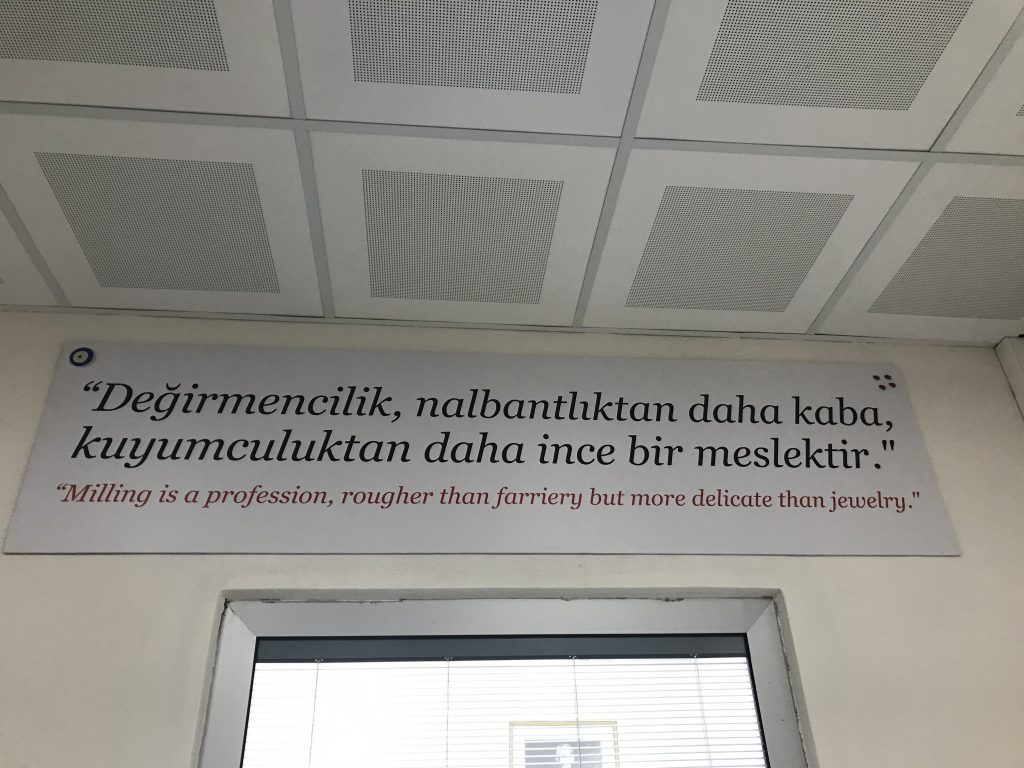 “Değirmencilik, nalbantlıktan daha kaba,
kuyumculuktan daha ince bir meslektir."
“Milling is a profession, rougher than farriery but more delicate than jewelry."